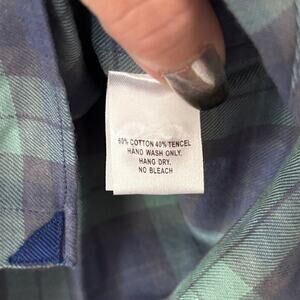 60% COTTON 40% TENCEL
HAND WASH ONLY.
HANG DRY.
NO BLEACH